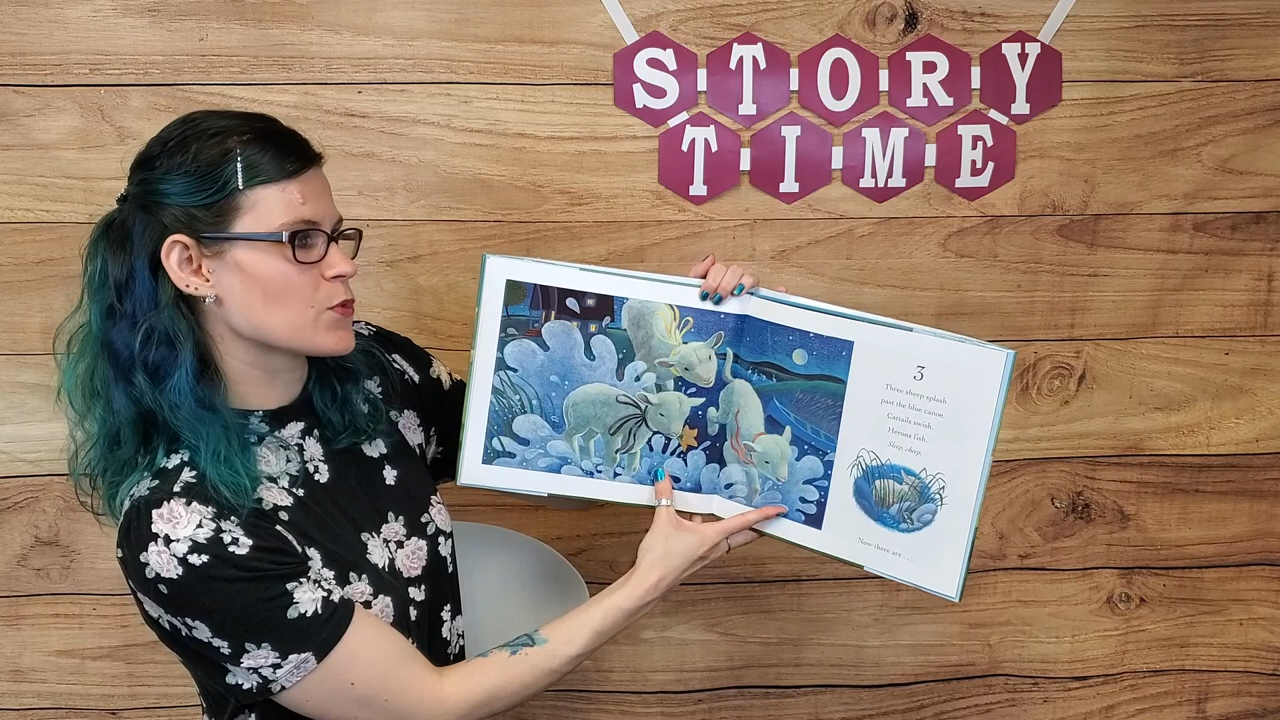 STORY
TIME
3
Three sheep splash
past the blue canoe.
Cattails swish.
Herons fish.
Sleep, sheep.
Now there are . . .